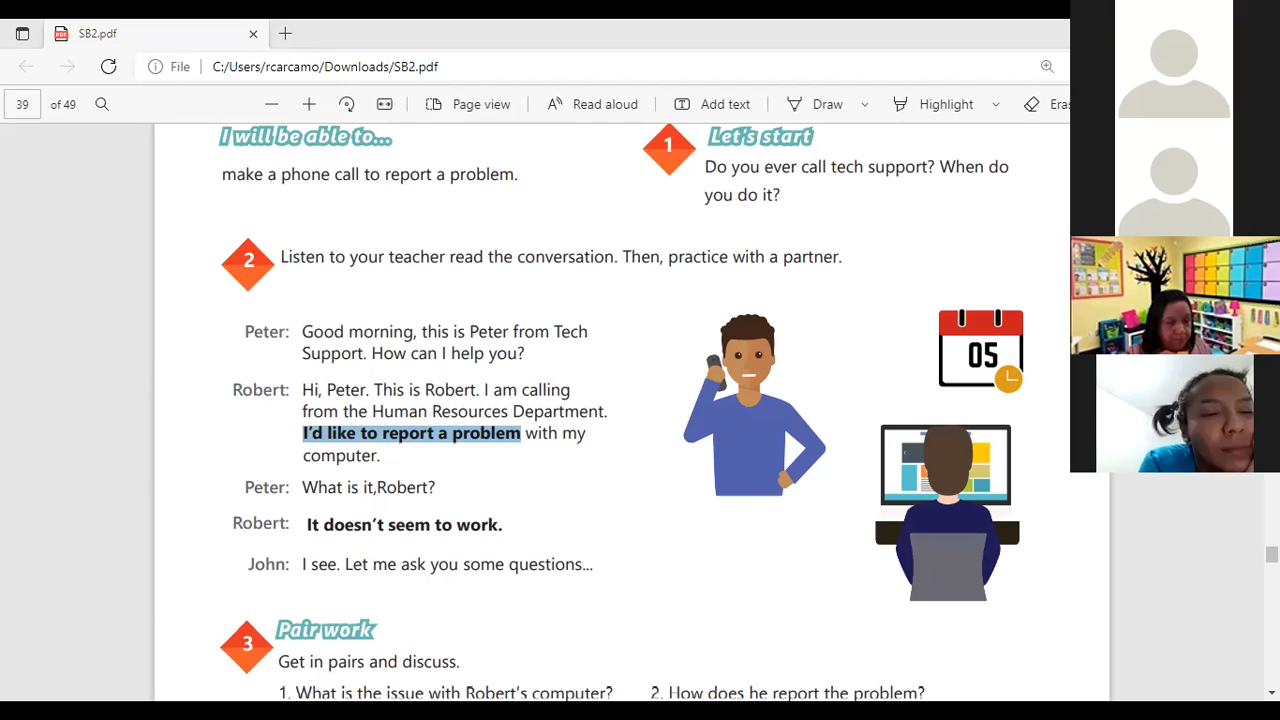 SB2.pdf
File C:/Users/rcarcamo/Downloads/SB2.pdf
39 of 49 Page view Read aloud Add text Draw Highlight Eras
I will be able to...
make a phone call to report a problem.
1 Let's start
Do you ever call tech support? When do
you do it?
2 Listen to your teacher read the conversation. Then, practice with a partner.
Peter: Good morning, this is Peter from Tech
Support. How can I help you?
Robert: Hi, Peter. This is Robert. I am calling
from the Human Resources Department.
I'd like to report a problem with my
computer.
Peter: What is it,Robert?
Robert: It doesn't seem to work.
John: I see. Let me ask you some questions...
05
3 Pair work
Get in pairs and discuss.
1. What is the issue with Robert's computer? 2. How does he report the problem?